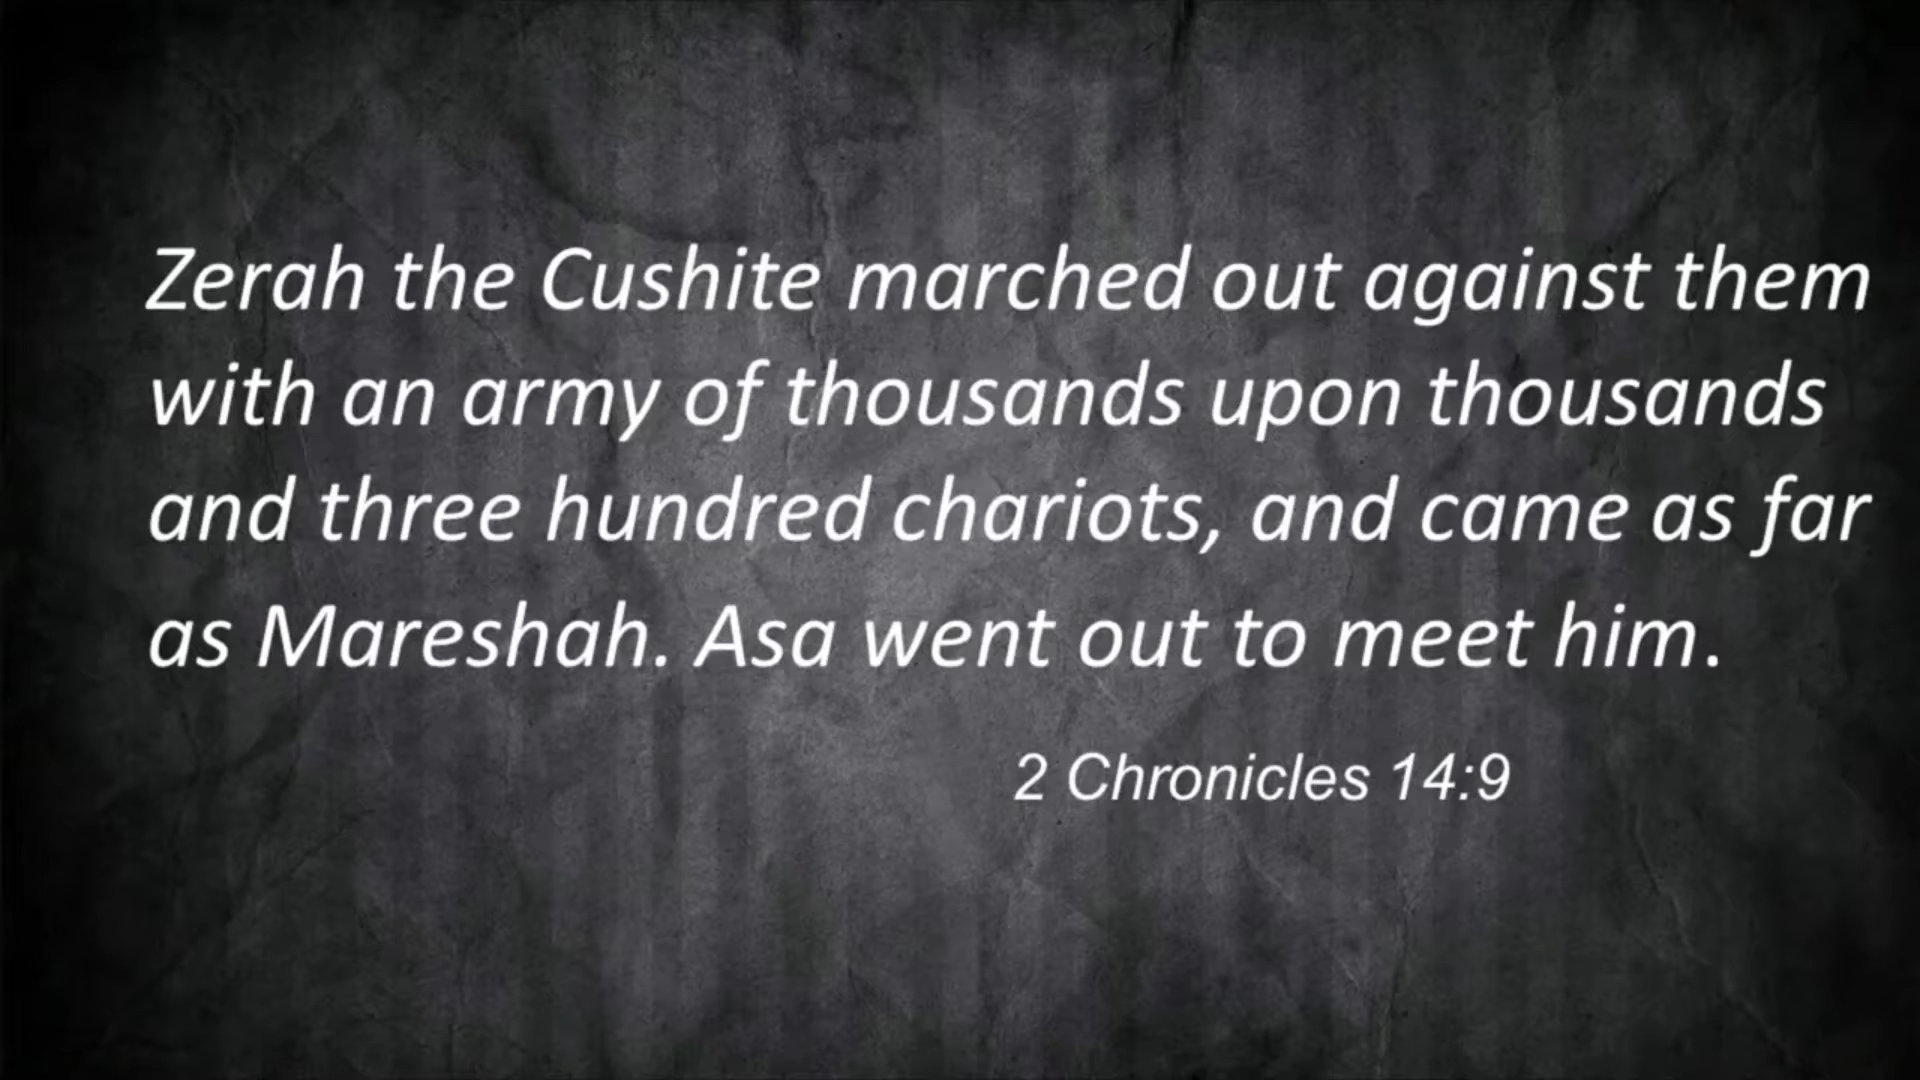 Zerah the Cushite marched out against them
with an army of thousands upon thousands
and three hundred chariots, and came as far
as Mareshah. Asa went out to meet him.
2 Chronicles 14:9